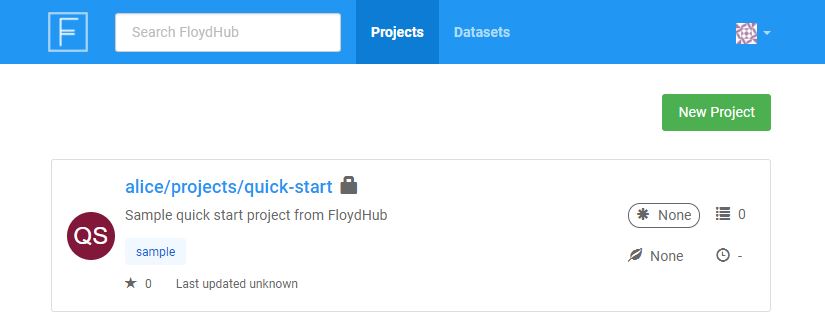 F
Search FloydHub
Projects
Datasets
New Project
alice/projects/quick-start
Sample quick start project from FloydHub
QS
None
0
sample
None
-
0
Last updated unknown